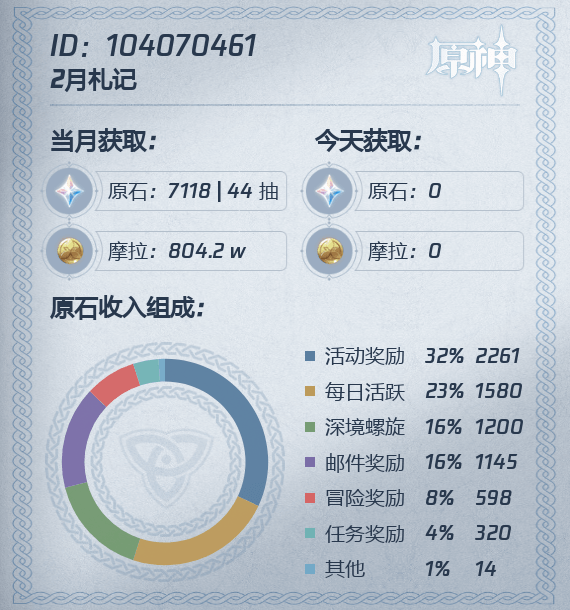 ID： 104070461
原神
2月札记
当月获取：
原石：7118 | 44 抽
摩拉：804.2 w
今天获取：
原石：0
摩拉：0
原石收入组成：
活动奖励 32% 2261
每日活跃 23% 1580
深境螺旋 16% 1200
邮件奖励 16% 1145
冒险奖励 8% 598
任务奖励 4% 320
其他 1% 14